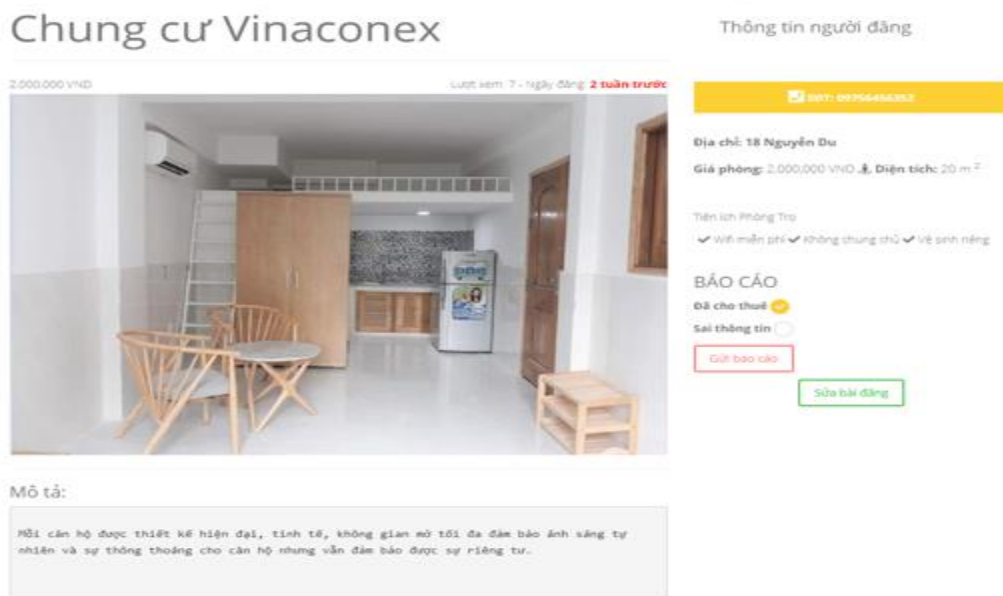 Chung cư Vinaconex
2.000.000 VND
Lượt xem: 7 - Ngày đăng: 2 tuần trước
Mô tả:
Mỗi căn hộ được thiết kế hiện đại, tinh tế, không gian mở tối đa đảm bảo ánh sáng tự
nhiên và sự thông thoáng cho căn hộ nhưng vẫn đảm bảo được sự riêng tư.
Thông tin người đăng
SĐT: 09756456352
Địa chỉ: 18 Nguyễn Du
Giá phòng: 2.000.000 VND Diện tích: 20 m 2
Tiện ích Phòng Trọ
Wifi miễn phí Không chung chủ Vệ sinh riêng
BÁO CÁO
Đã cho thuê
Sai thông tin
Gửi báo cáo
Sửa bài đăng